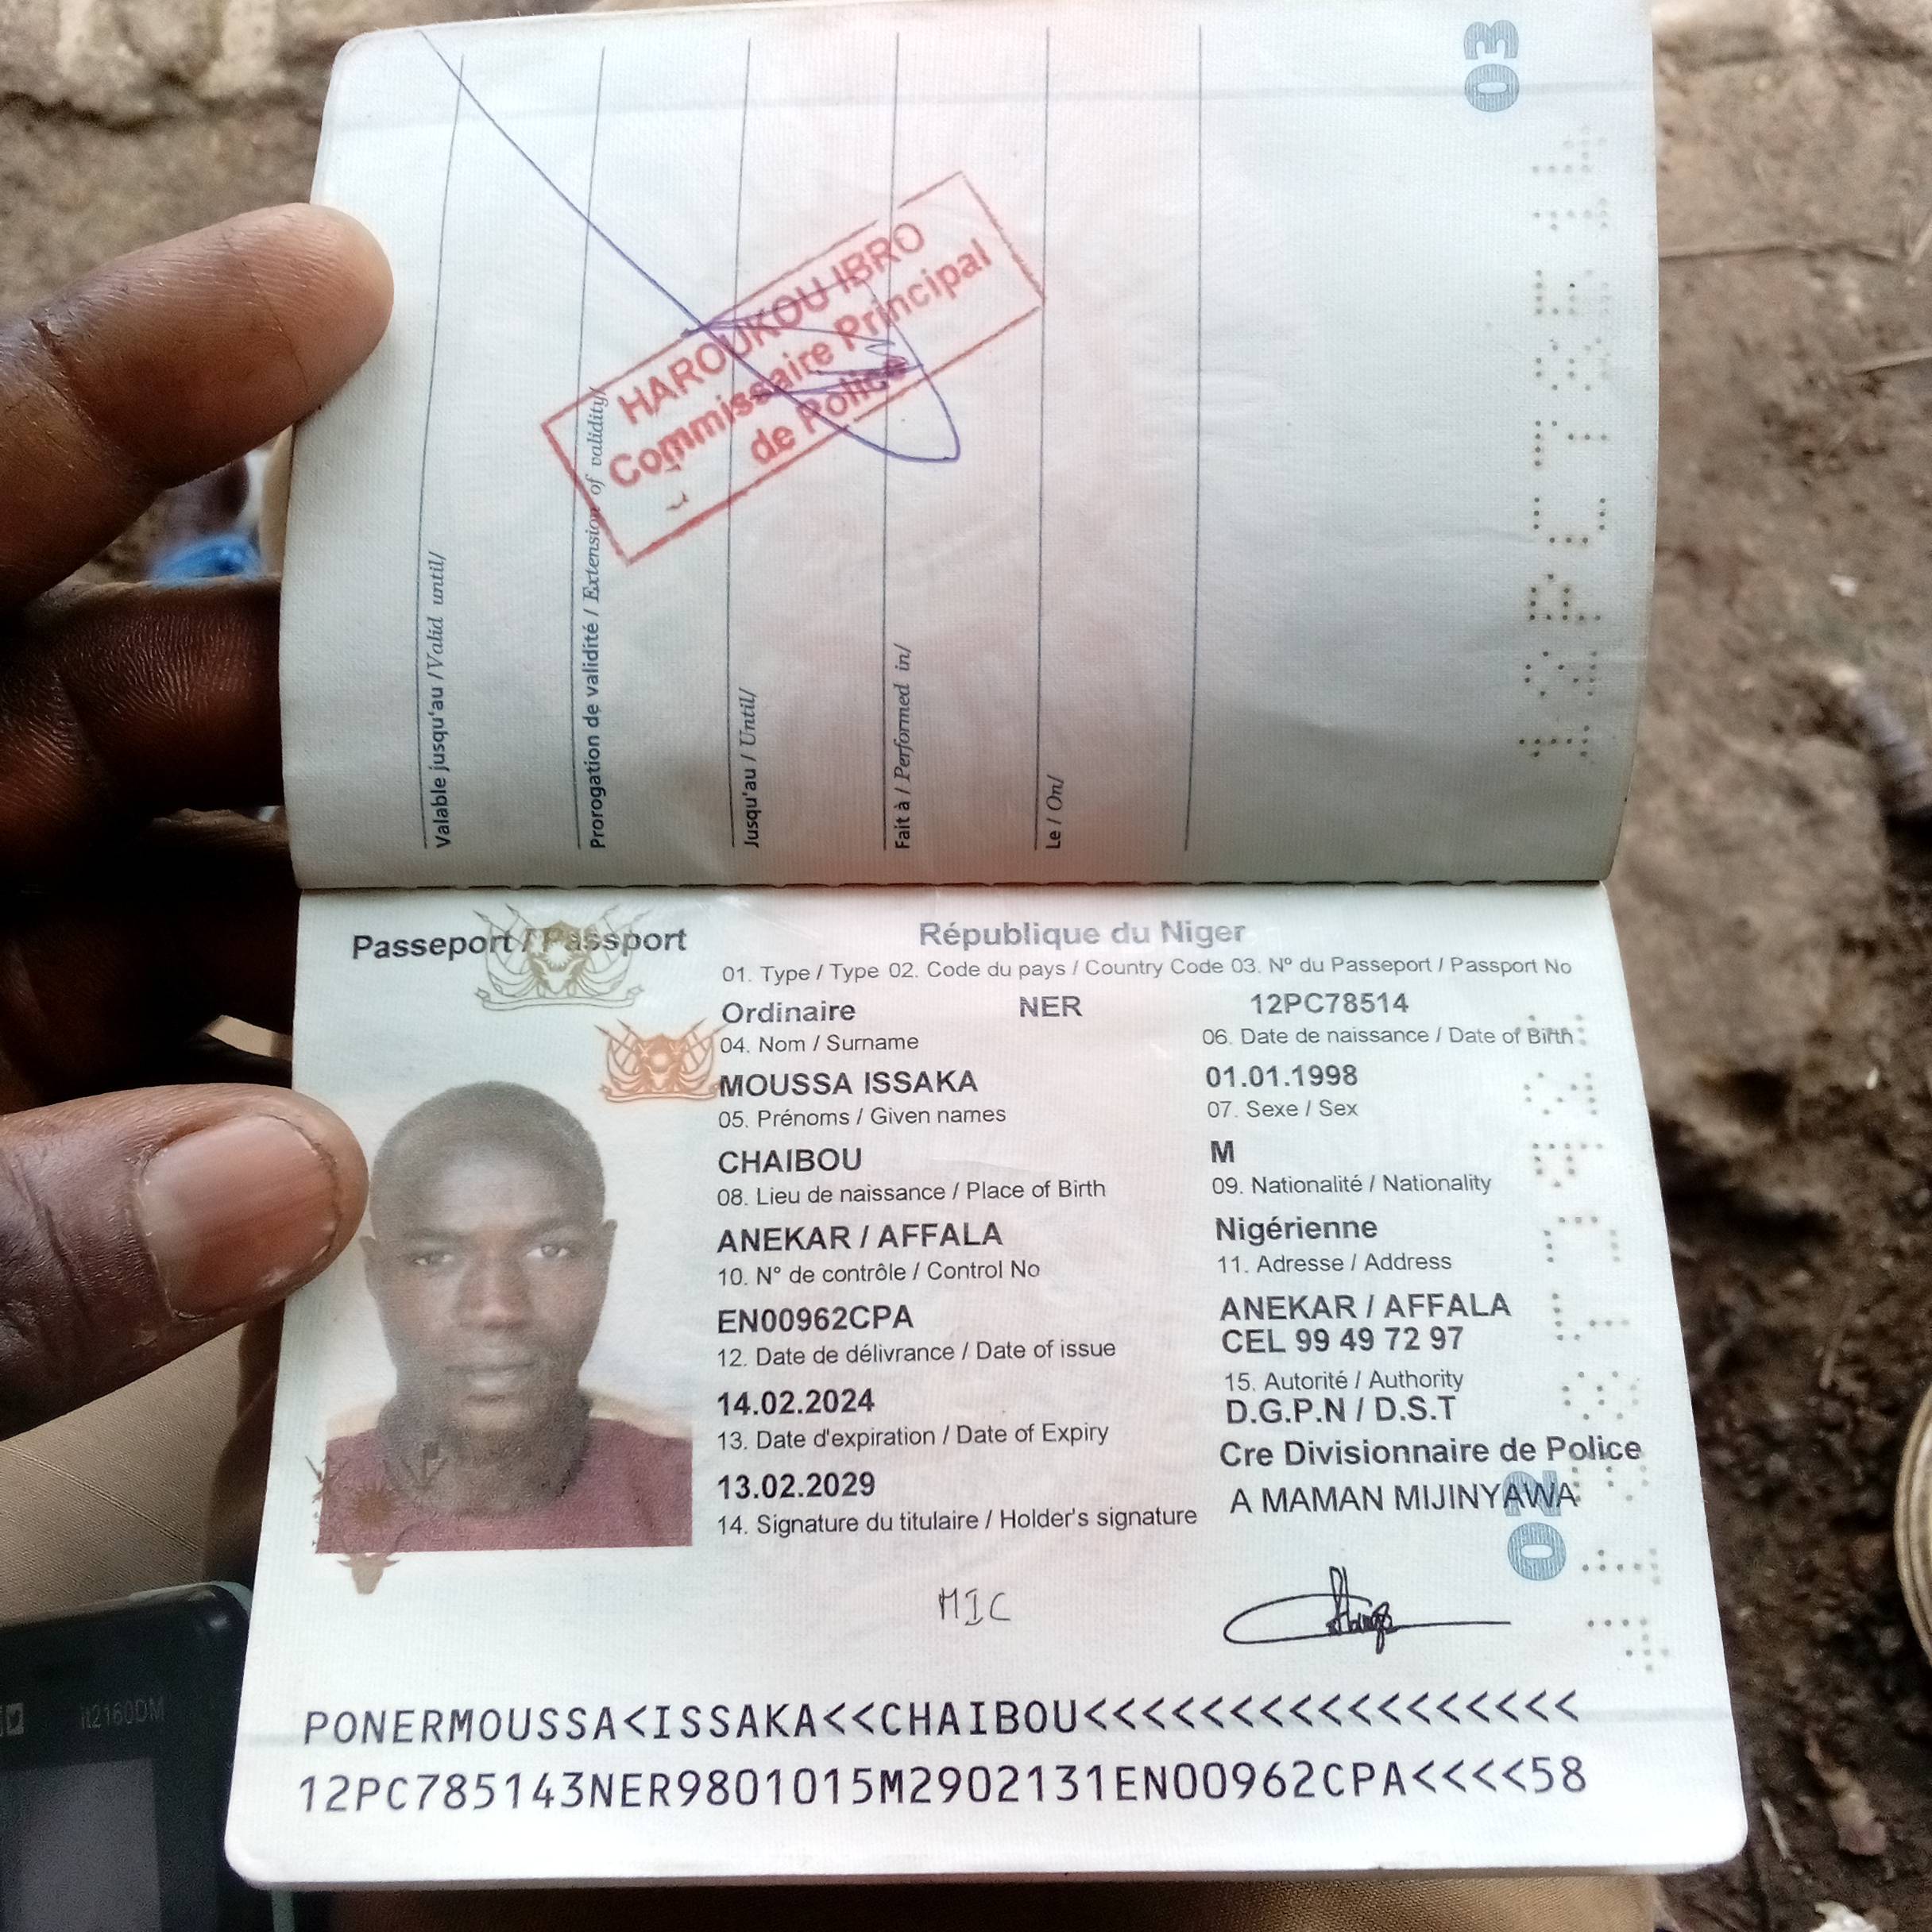 03
Valable jusqu'au / Valid until/
Prorogation de validité / Extension of validity/
Jusqu'au / Until/
Fait à / Performed in/
Le / On/
HAROUKOU IBRO
Commissaire Principal
de Police
Passeport / Passport
République du Niger
01. Type / Type 02. Code du pays / Country Code 03. Nº du Passeport / Passport No
Ordinaire NER 12PC78514
04. Nom / Surname
06. Date de naissance / Date of Birth
MOUSSA ISSAKA
01.01.1998
05. Prénoms / Given names
07. Sexe / Sex
CHAIBOU
M
08. Lieu de naissance / Place of Birth
09. Nationalité / Nationality
ANEKAR / AFFALA
Nigérienne
10. N° de contrôle / Control No
11. Adresse / Address
EN00962CPA
ANEKAR / AFFALA
CEL 99 49 72 97
12. Date de délivrance / Date of issue
15. Autorité / Authority
14.02.2024
D.G.P.N / D.S.T
13. Date d'expiration / Date of Expiry
Cre Divisionnaire de Police
13.02.2029
A MAMAN MIJINYAWA
14. Signature du titulaire / Holder's signature
02
MIC
PONERMOUSSA<ISSAKA<<CHAIBOU<<<<<<<<<<<<<<<<<
12PC785143NER9801015M2902131EN00962CPA<<<<58
it2160DM